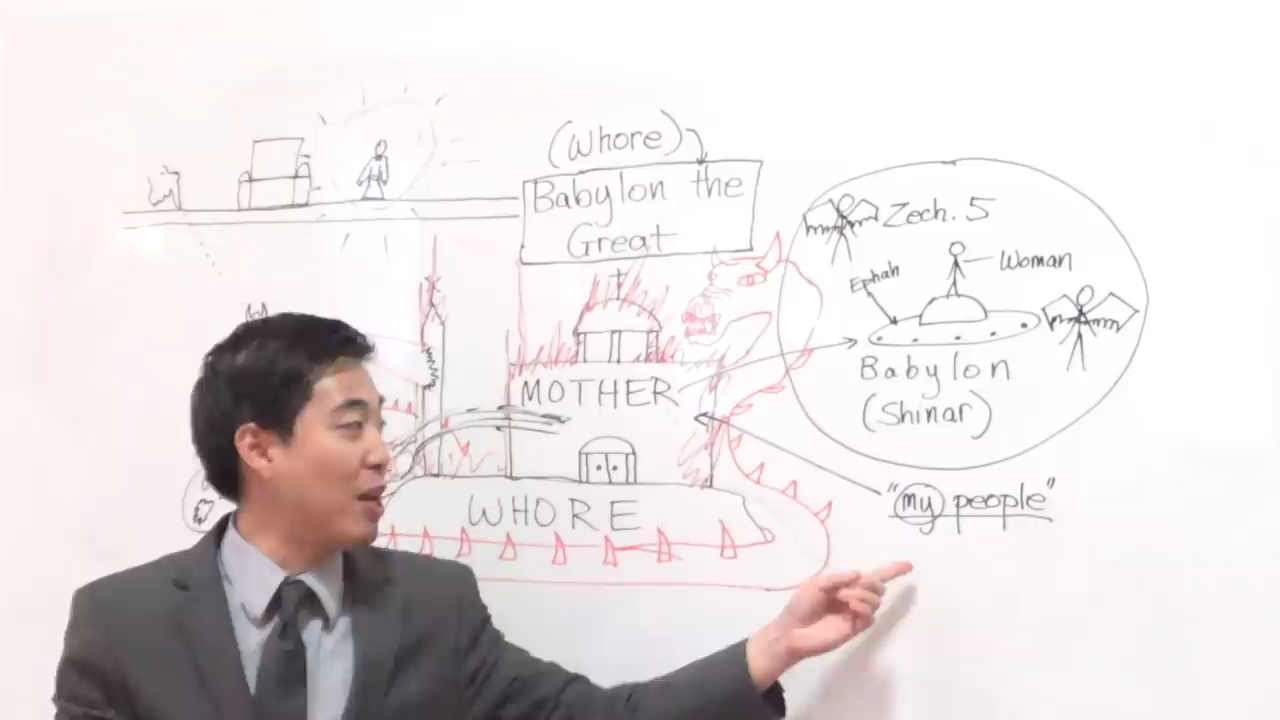 (Whore)
Babylon the
Great
MOTHER
WHORE
Zech. 5
Woman
Ephah
Babylon
(Shinar)
"my people"